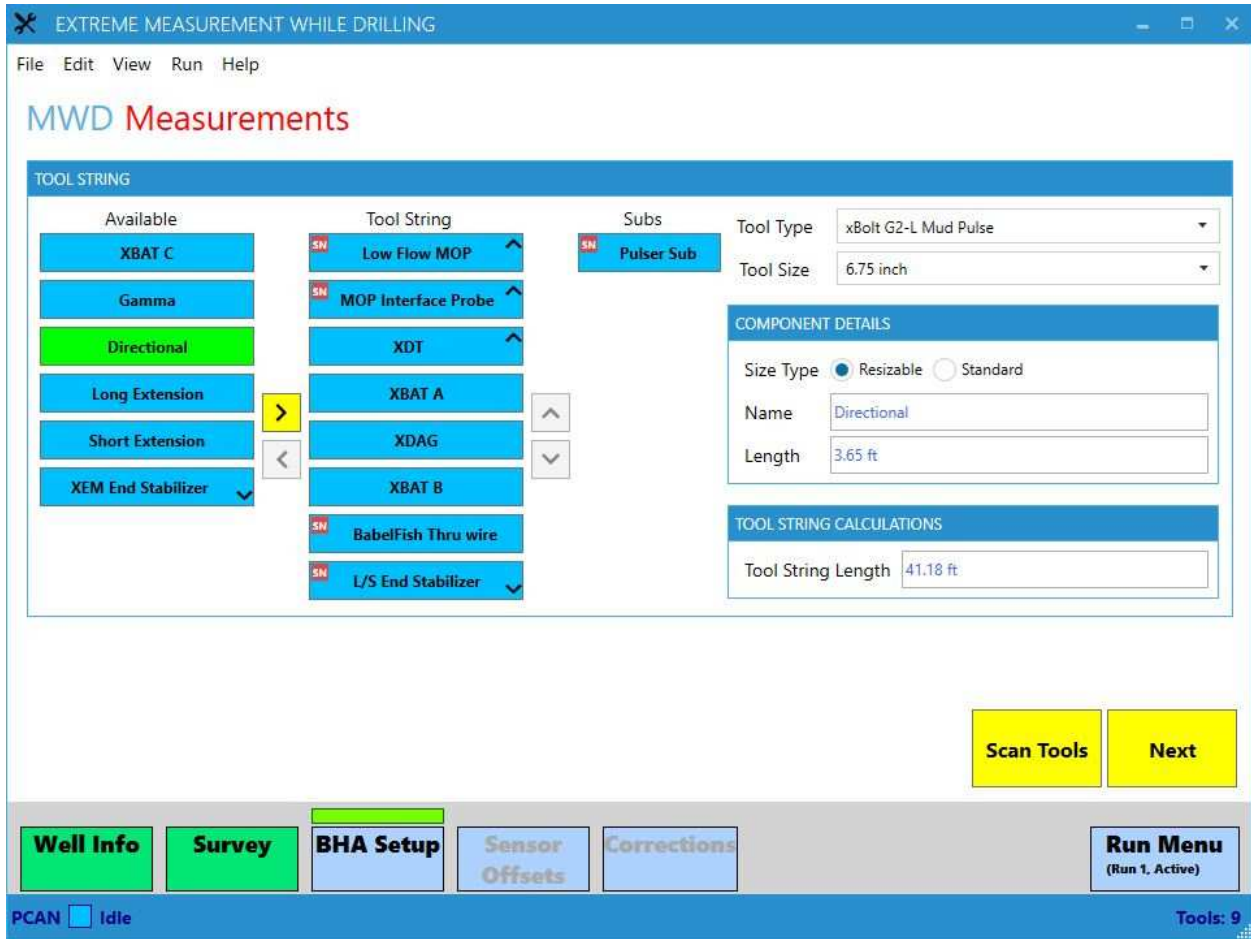 EXTREME MEASUREMENT WHILE DRILLING
File Edit View Run Help
MWD Measurements
TOOL STRING
Available
XBAT C
Gamma
Directional
Long Extension
Short Extension
XEM End Stabilizer
>
<
Tool String
SN Low Flow MOP
SN MOP Interface Probe
XDT
XBAT A
XDAG
XBAT B
SN BabelFish Thru wire
SN L/S End Stabilizer
Subs
SN Pulser Sub
Tool Type xBolt G2-L Mud Pulse
Tool Size 6.75 inch
COMPONENT DETAILS
Size Type Resizable Standard
Name Directional
Length 3.65 ft
TOOL STRING CALCULATIONS
Tool String Length 41.18 ft
Scan Tools
Next
Well Info
Survey
BHA Setup
Sensor
Offsets
Corrections
Run Menu
(Run 1, Active)
PCAN Idle
Tools: 9